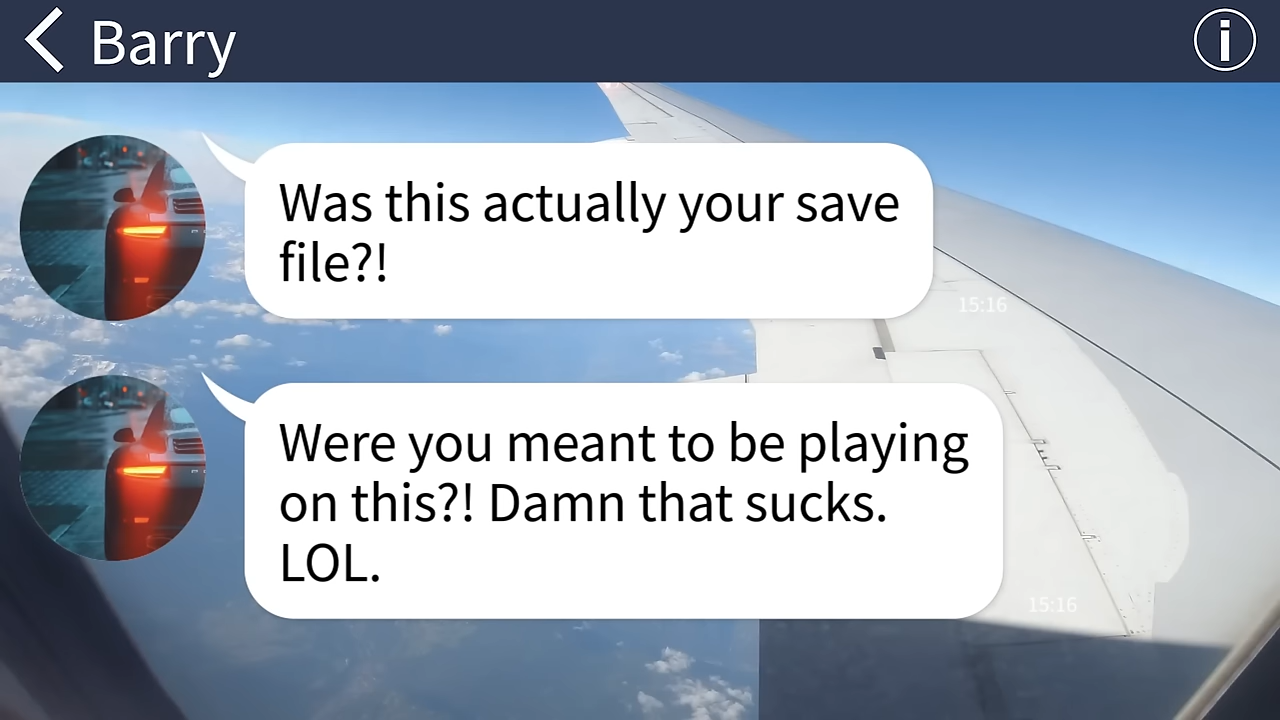 Barry
Was this actually your save
file?!
15:16
Were you meant to be playing
on this?! Damn that sucks.
LOL.
15:16